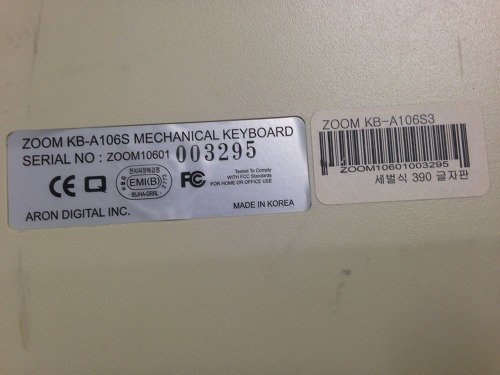 ZOOM KB-A106S MECHANICAL KEYBOARD
SERIAL NO : ZOOM10601 003295
CE Q EMI(B) FC
Tested To Comply
With FCC Standards
FOR HOME OR OFFICE USE
ARON DIGITAL INC.
MADE IN KOREA
ZOOM KB-A106S3
ZOOM10601003295
세벌식 390 글자판